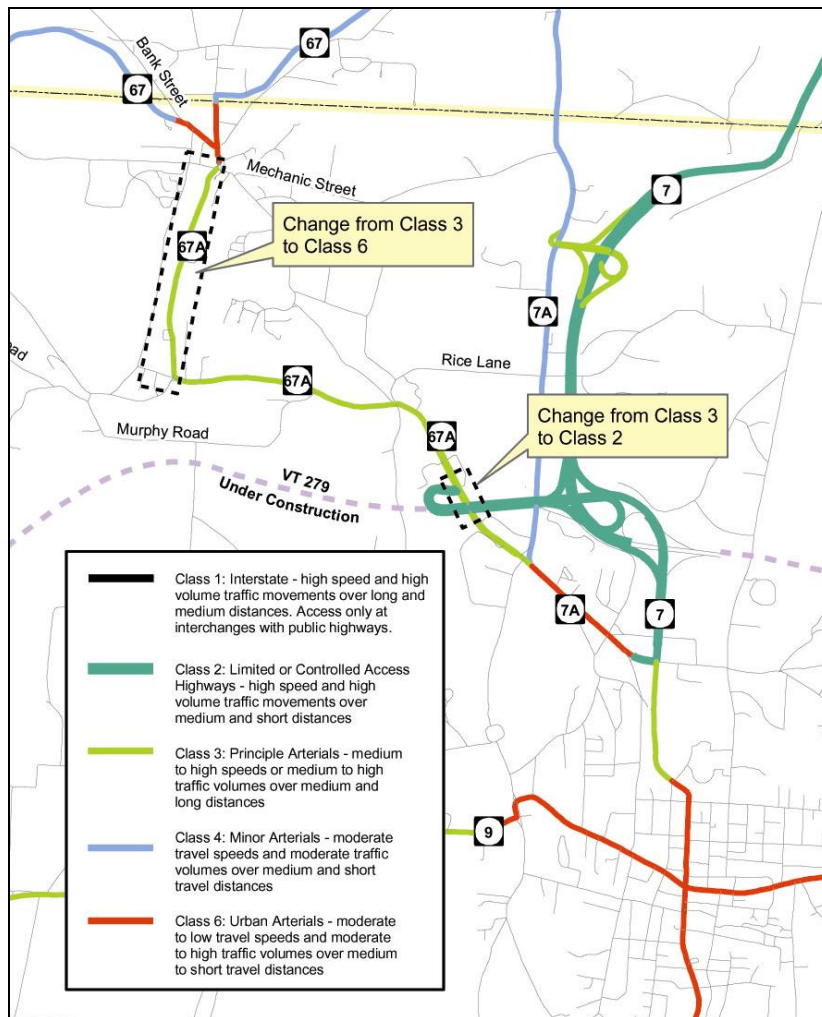 67
Bank Street
67
Mechanic Street
7
Change from Class 3
to Class 6
67A
7A
Rice Lane
67A
Change from Class 3
to Class 2
Murphy Road
67A
VT 279
Under Construction
7A
7
Class 1: Interstate - high speed and high
volume traffic movements over long and
medium distances. Access only at
interchanges with public highways.
Class 2: Limited or Controlled Access
Highways - high speed and high
volume traffic movements over
medium and short distances
Class 3: Principle Arterials - medium
to high speeds or medium to high
traffic volumes over medium and
long distances
9
Class 4: Minor Arterials - moderate
travel speeds and moderate traffic
volumes over medium and short
travel distances
Class 6: Urban Arterials - moderate
to low travel speeds and moderate
to high traffic volumes over medium
to short travel distances